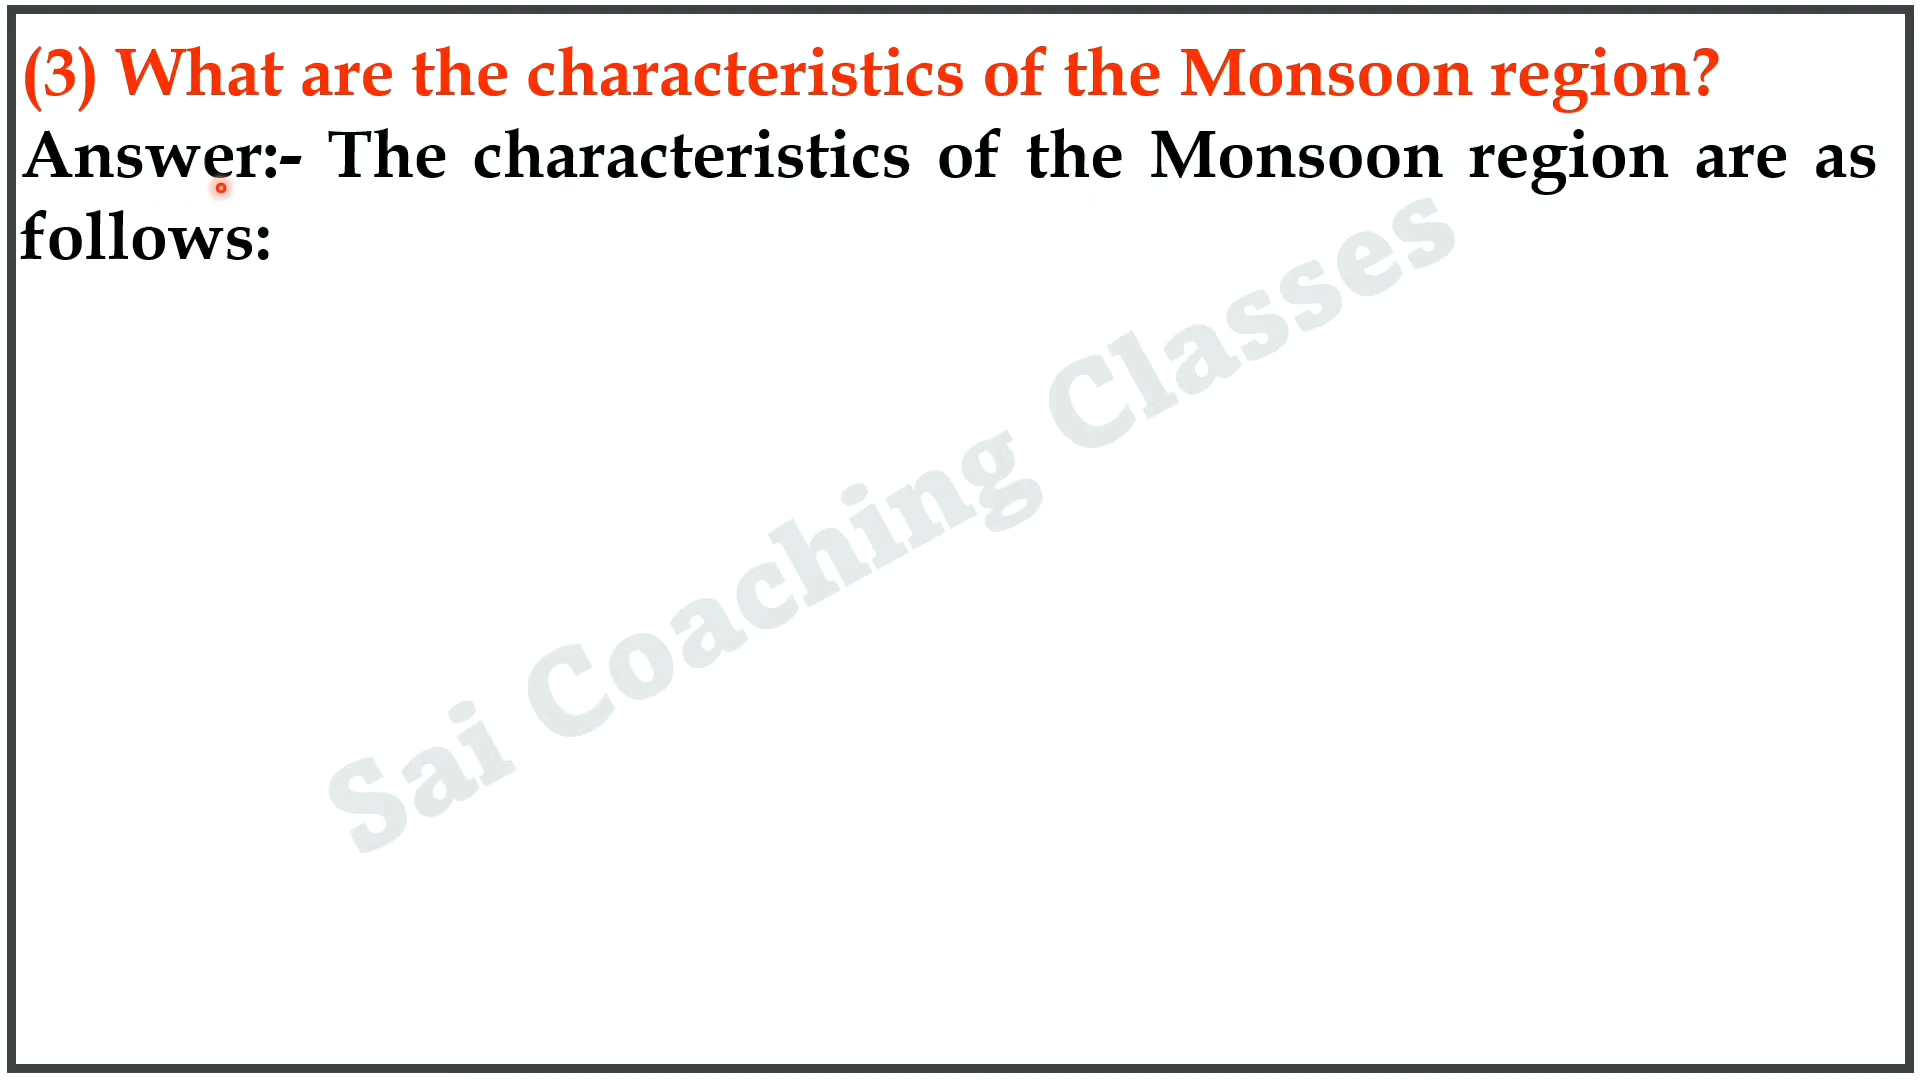 (3) What are the characteristics of the Monsoon region?
Answer:- The characteristics of the Monsoon region are as
follows:
Sai Coaching Classes